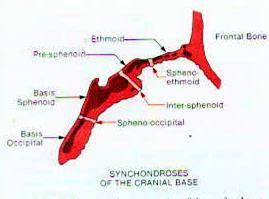 Ethmoid
Frontal Bone
Pre-sphenoid
Spheno-
ethmoid
Basis
Sphenoid
Inter-sphenoid
Spheno-occipital
Basis
Occipital
SYNCHONDROSES
OF THE CRANIAL BASE